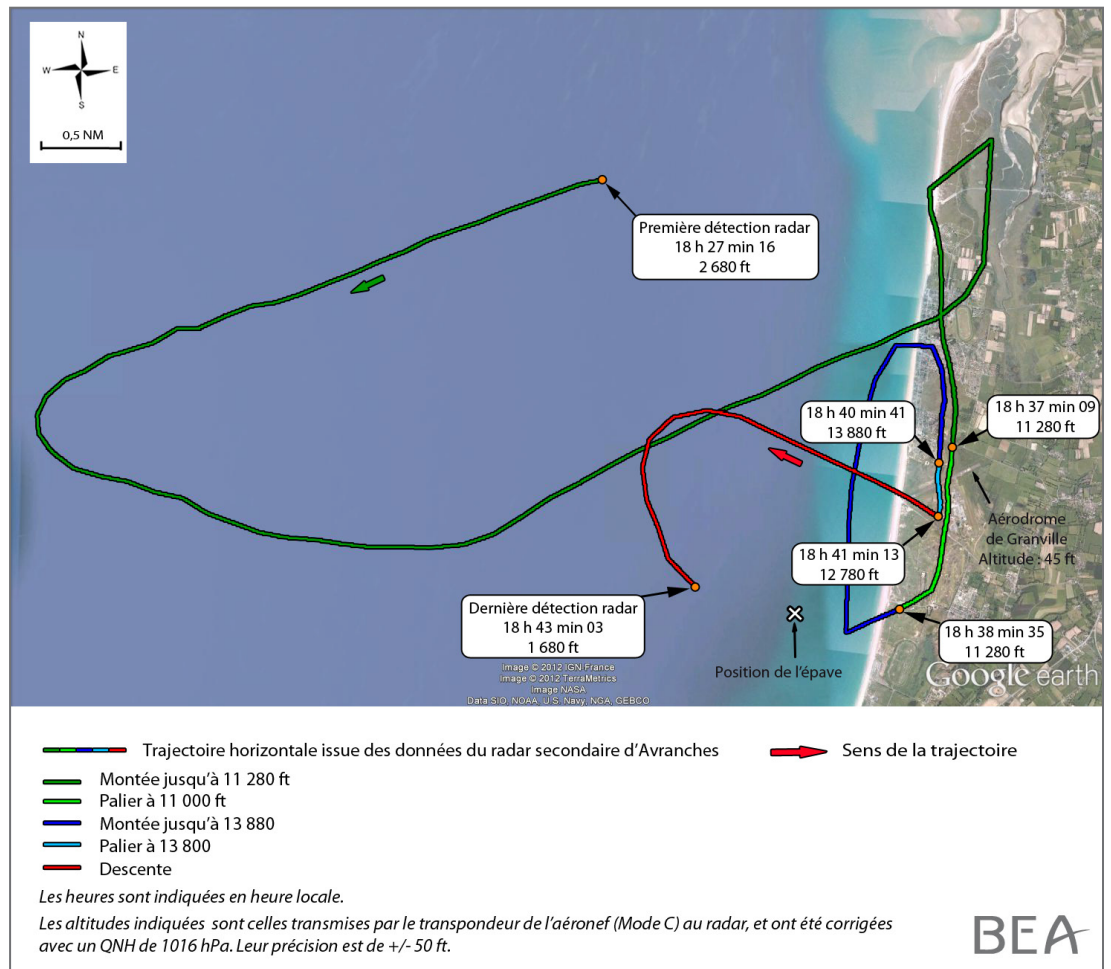 N
W E
S
0,5 NM
Première détection radar
18 h 27 min 16
2 680 ft
18 h 40 min 41
13 880 ft
18 h 37 min 09
11 280 ft
Aérodrome
de Granville
Altitude : 45 ft
18 h 41 min 13
12 780 ft
Dernière détection radar
18 h 43 min 03
1 680 ft
18 h 38 min 35
11 280 ft
Position de l'épave
Image © 2012 IGN-France
Image © 2012 TerraMetrics
Image NASA
Data SIO, NOAA, U.S. Navy, NGA, GEBCO
Google earth
Trajectoire horizontale issue des données du radar secondaire d'Avranches
Sens de la trajectoire
Montée jusqu'à 11 280 ft
Palier à 11 000 ft
Montée jusqu'à 13 880
Palier à 13 800
Descente
Les heures sont indiquées en heure locale.
Les altitudes indiquées sont celles transmises par le transpondeur de l'aéronef (Mode C) au radar, et ont été corrigées
avec un QNH de 1016 hPa. Leur précision est de +/- 50 ft.
BEA